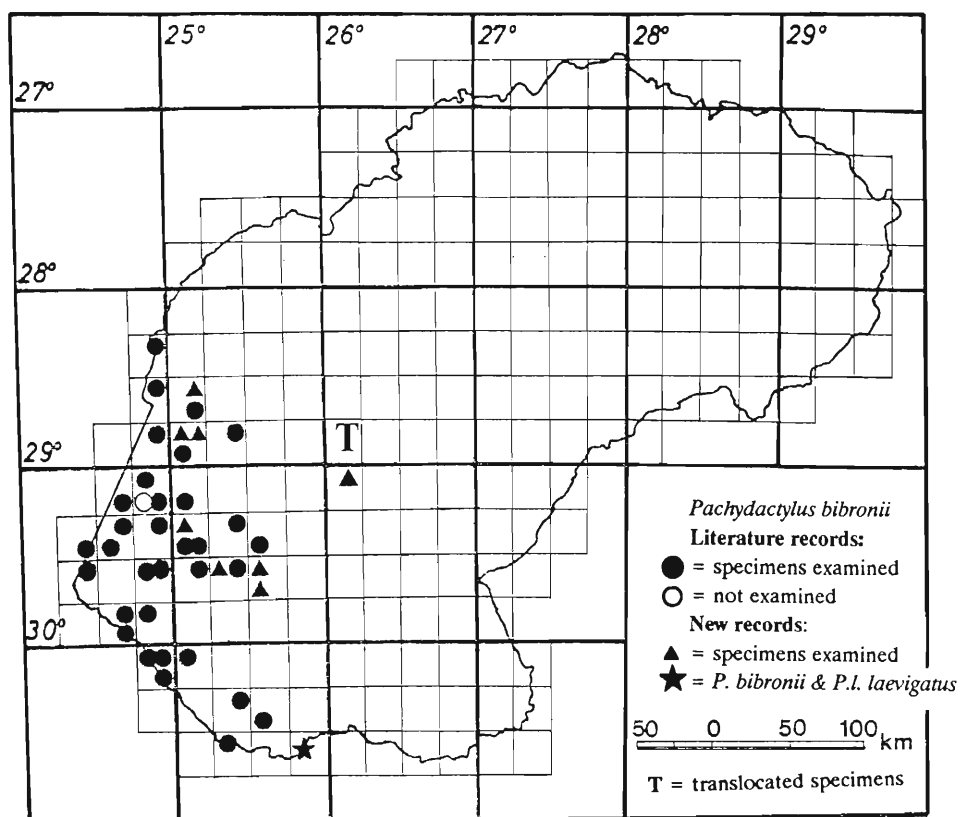 25° 26° 27° 28° 29°
27°
28°
T
29°
30°
Pachydactylus bibronii
Literature records:
● = specimens examined
○ = not examined
New records:
▲ = specimens examined
★ = P. bibronii & P.l. laevigatus
50 0 50 100 km
T = translocated specimens